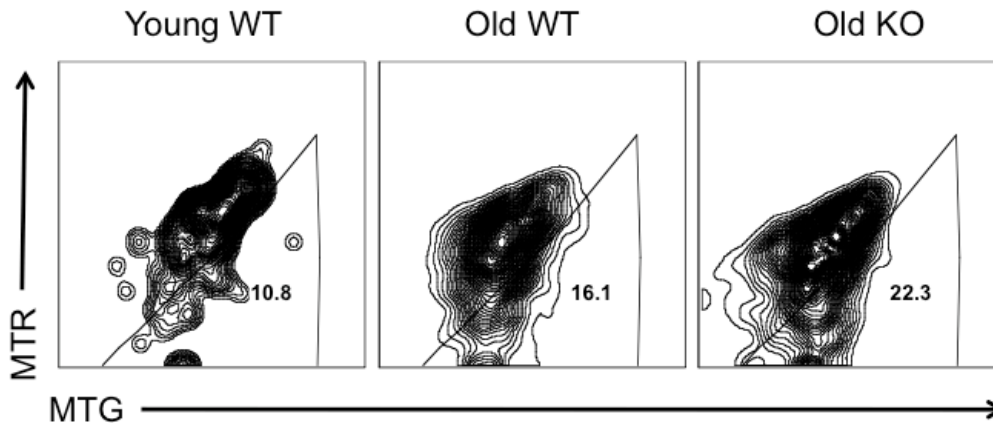 Young WT
Old WT
Old KO
10.8
16.1
22.3
MTR
MTG